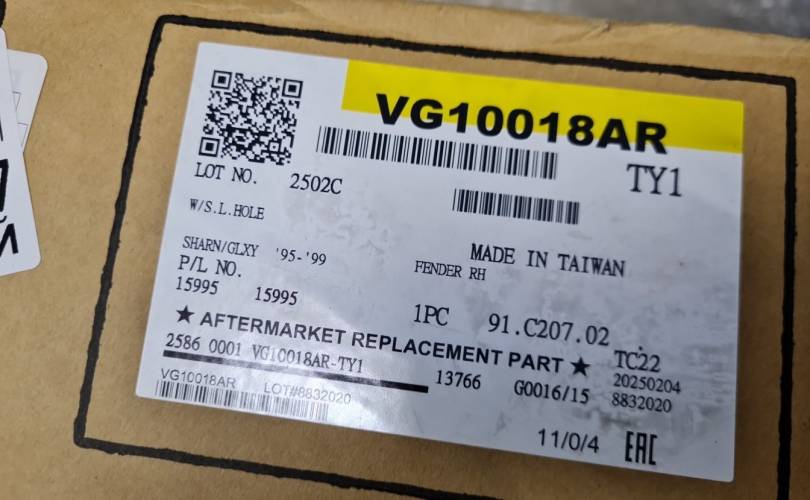 VG10018AR
TY1
LOT NO. 2502C
W/S.L.HOLE
MADE IN TAIWAN
SHARN/GLXY '95-'99
FENDER RH
P/L NO.
15995 15995
1PC 91.C207.02
★ AFTERMARKET REPLACEMENT PART ★
TC22
2586 0001 VG10018AR-TY1
13766 G0016/15 20250204
VG10018AR LOT#8832020
8832020
11/0/4 EAC